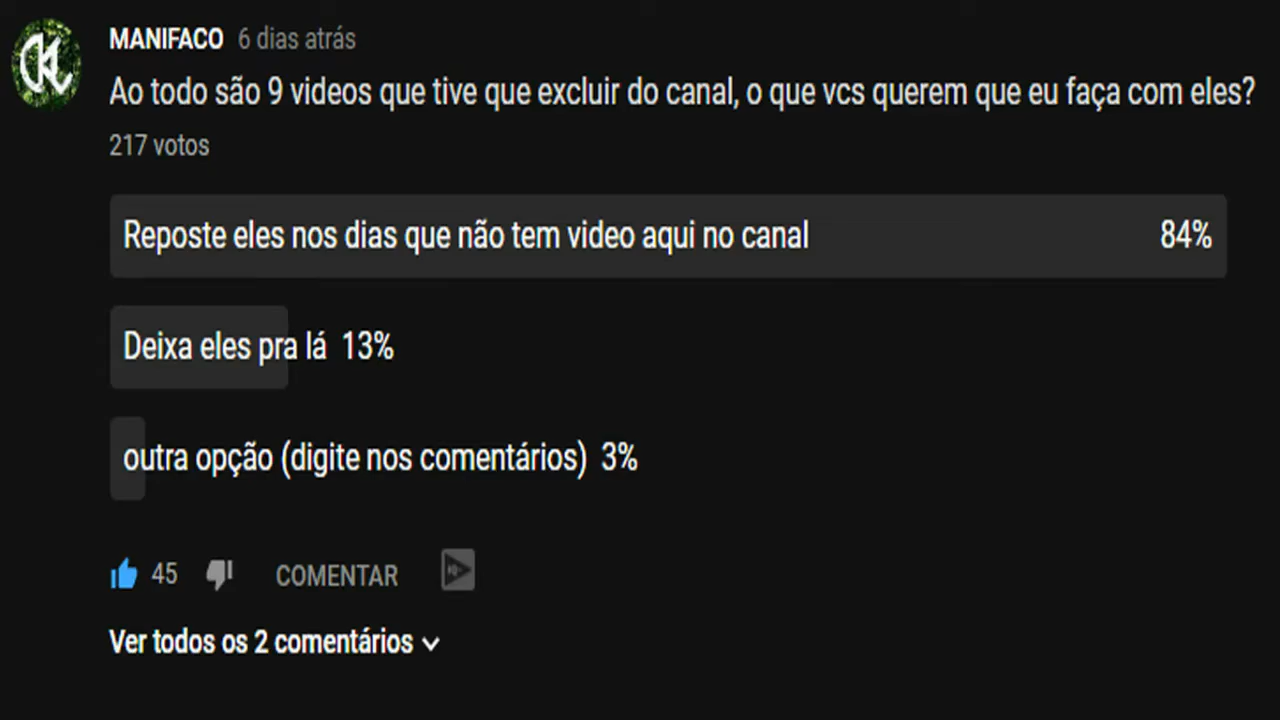 MANIFACO 6 dias atrás
Ao todo são 9 videos que tive que excluir do canal, o que vcs querem que eu faça com eles?
217 votos
Reposte eles nos dias que não tem video aqui no canal 84%
Deixa eles pra lá 13%
outra opção (digite nos comentários) 3%
45 COMENTAR
Ver todos os 2 comentários